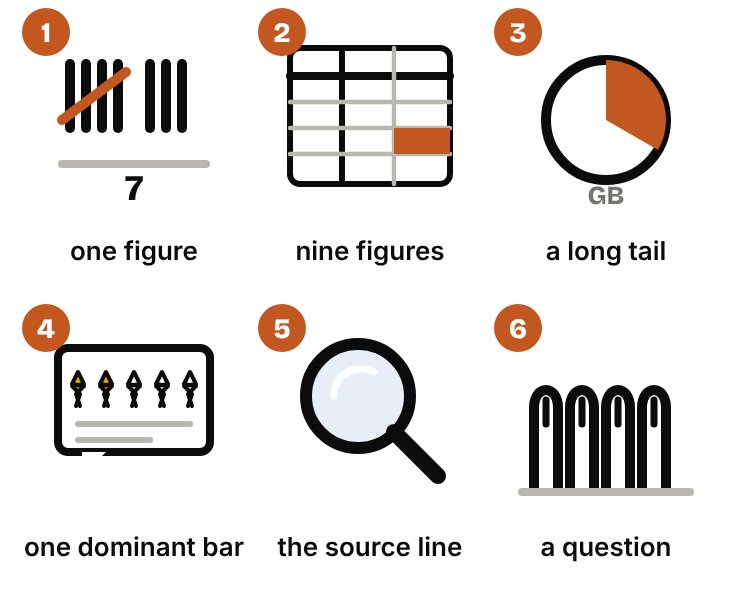 1
2
3
7
GB
one figure
nine figures
a long tail
4
5
6
one dominant bar
the source line
a question